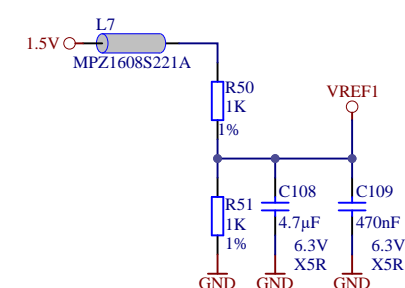 L7
1.5V
MPZ1608S221A
R50
1K
1%
VREF1
R51
1K
1%
C108
4.7µF
6.3V
X5R
C109
470nF
6.3V
X5R
GND GND GND